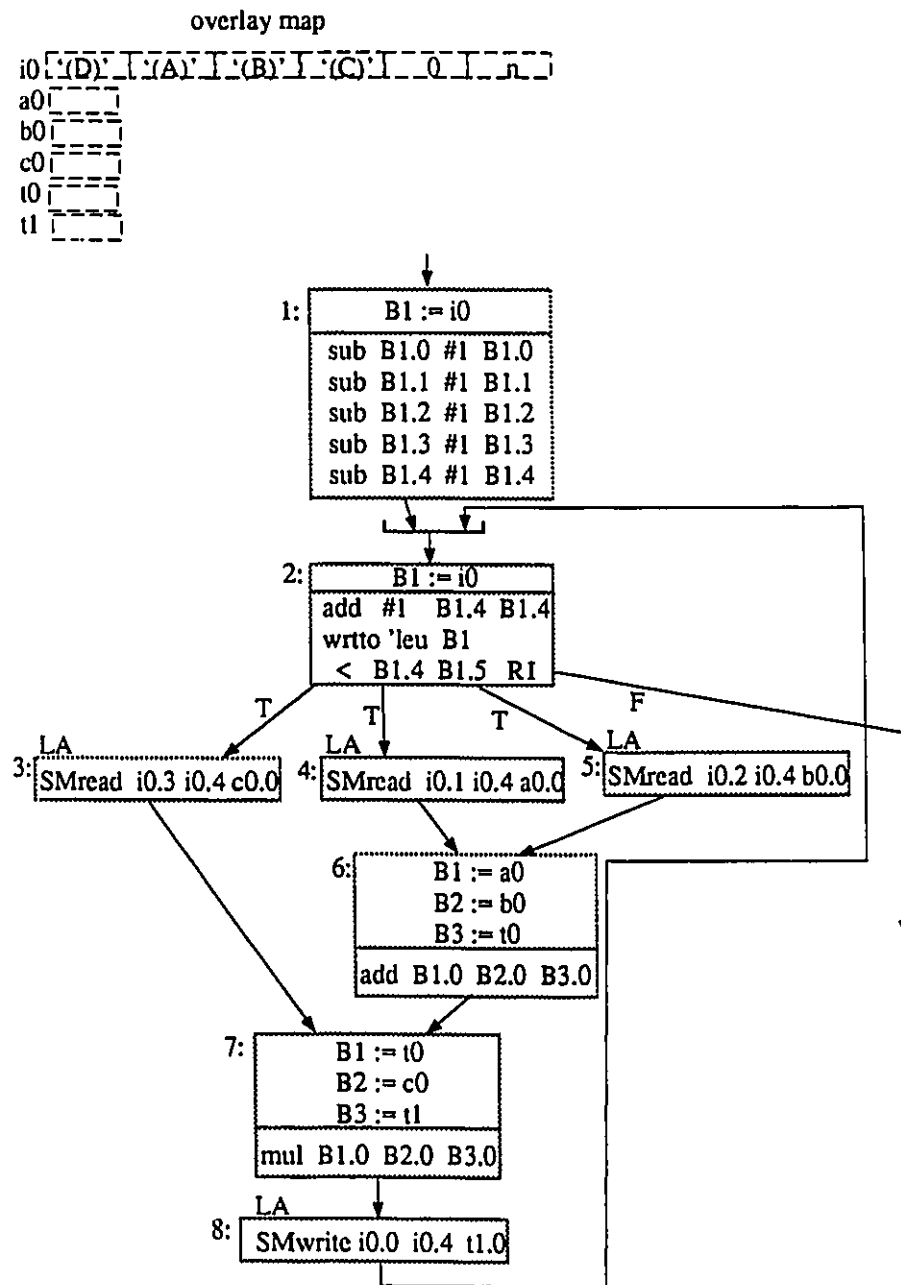 overlay map
i0 '(D)' '(A)' '(B)' '(C)' 0 n
a0
b0
c0
t0
t1
1: B1 := i0
sub B1.0 #1 B1.0
sub B1.1 #1 B1.1
sub B1.2 #1 B1.2
sub B1.3 #1 B1.3
sub B1.4 #1 B1.4
2: B1 := i0
add #1 B1.4 B1.4
wrtto 'leu B1
< B1.4 B1.5 R1
T T T F
LA LA LA
3: SMread i0.3 i0.4 c0.0
4: SMread i0.1 i0.4 a0.0
5: SMread i0.2 i0.4 b0.0
6: B1 := a0
B2 := b0
B3 := t0
add B1.0 B2.0 B3.0
7: B1 := t0
B2 := c0
B3 := t1
mul B1.0 B2.0 B3.0
LA
8: SMwrite i0.0 i0.4 t1.0